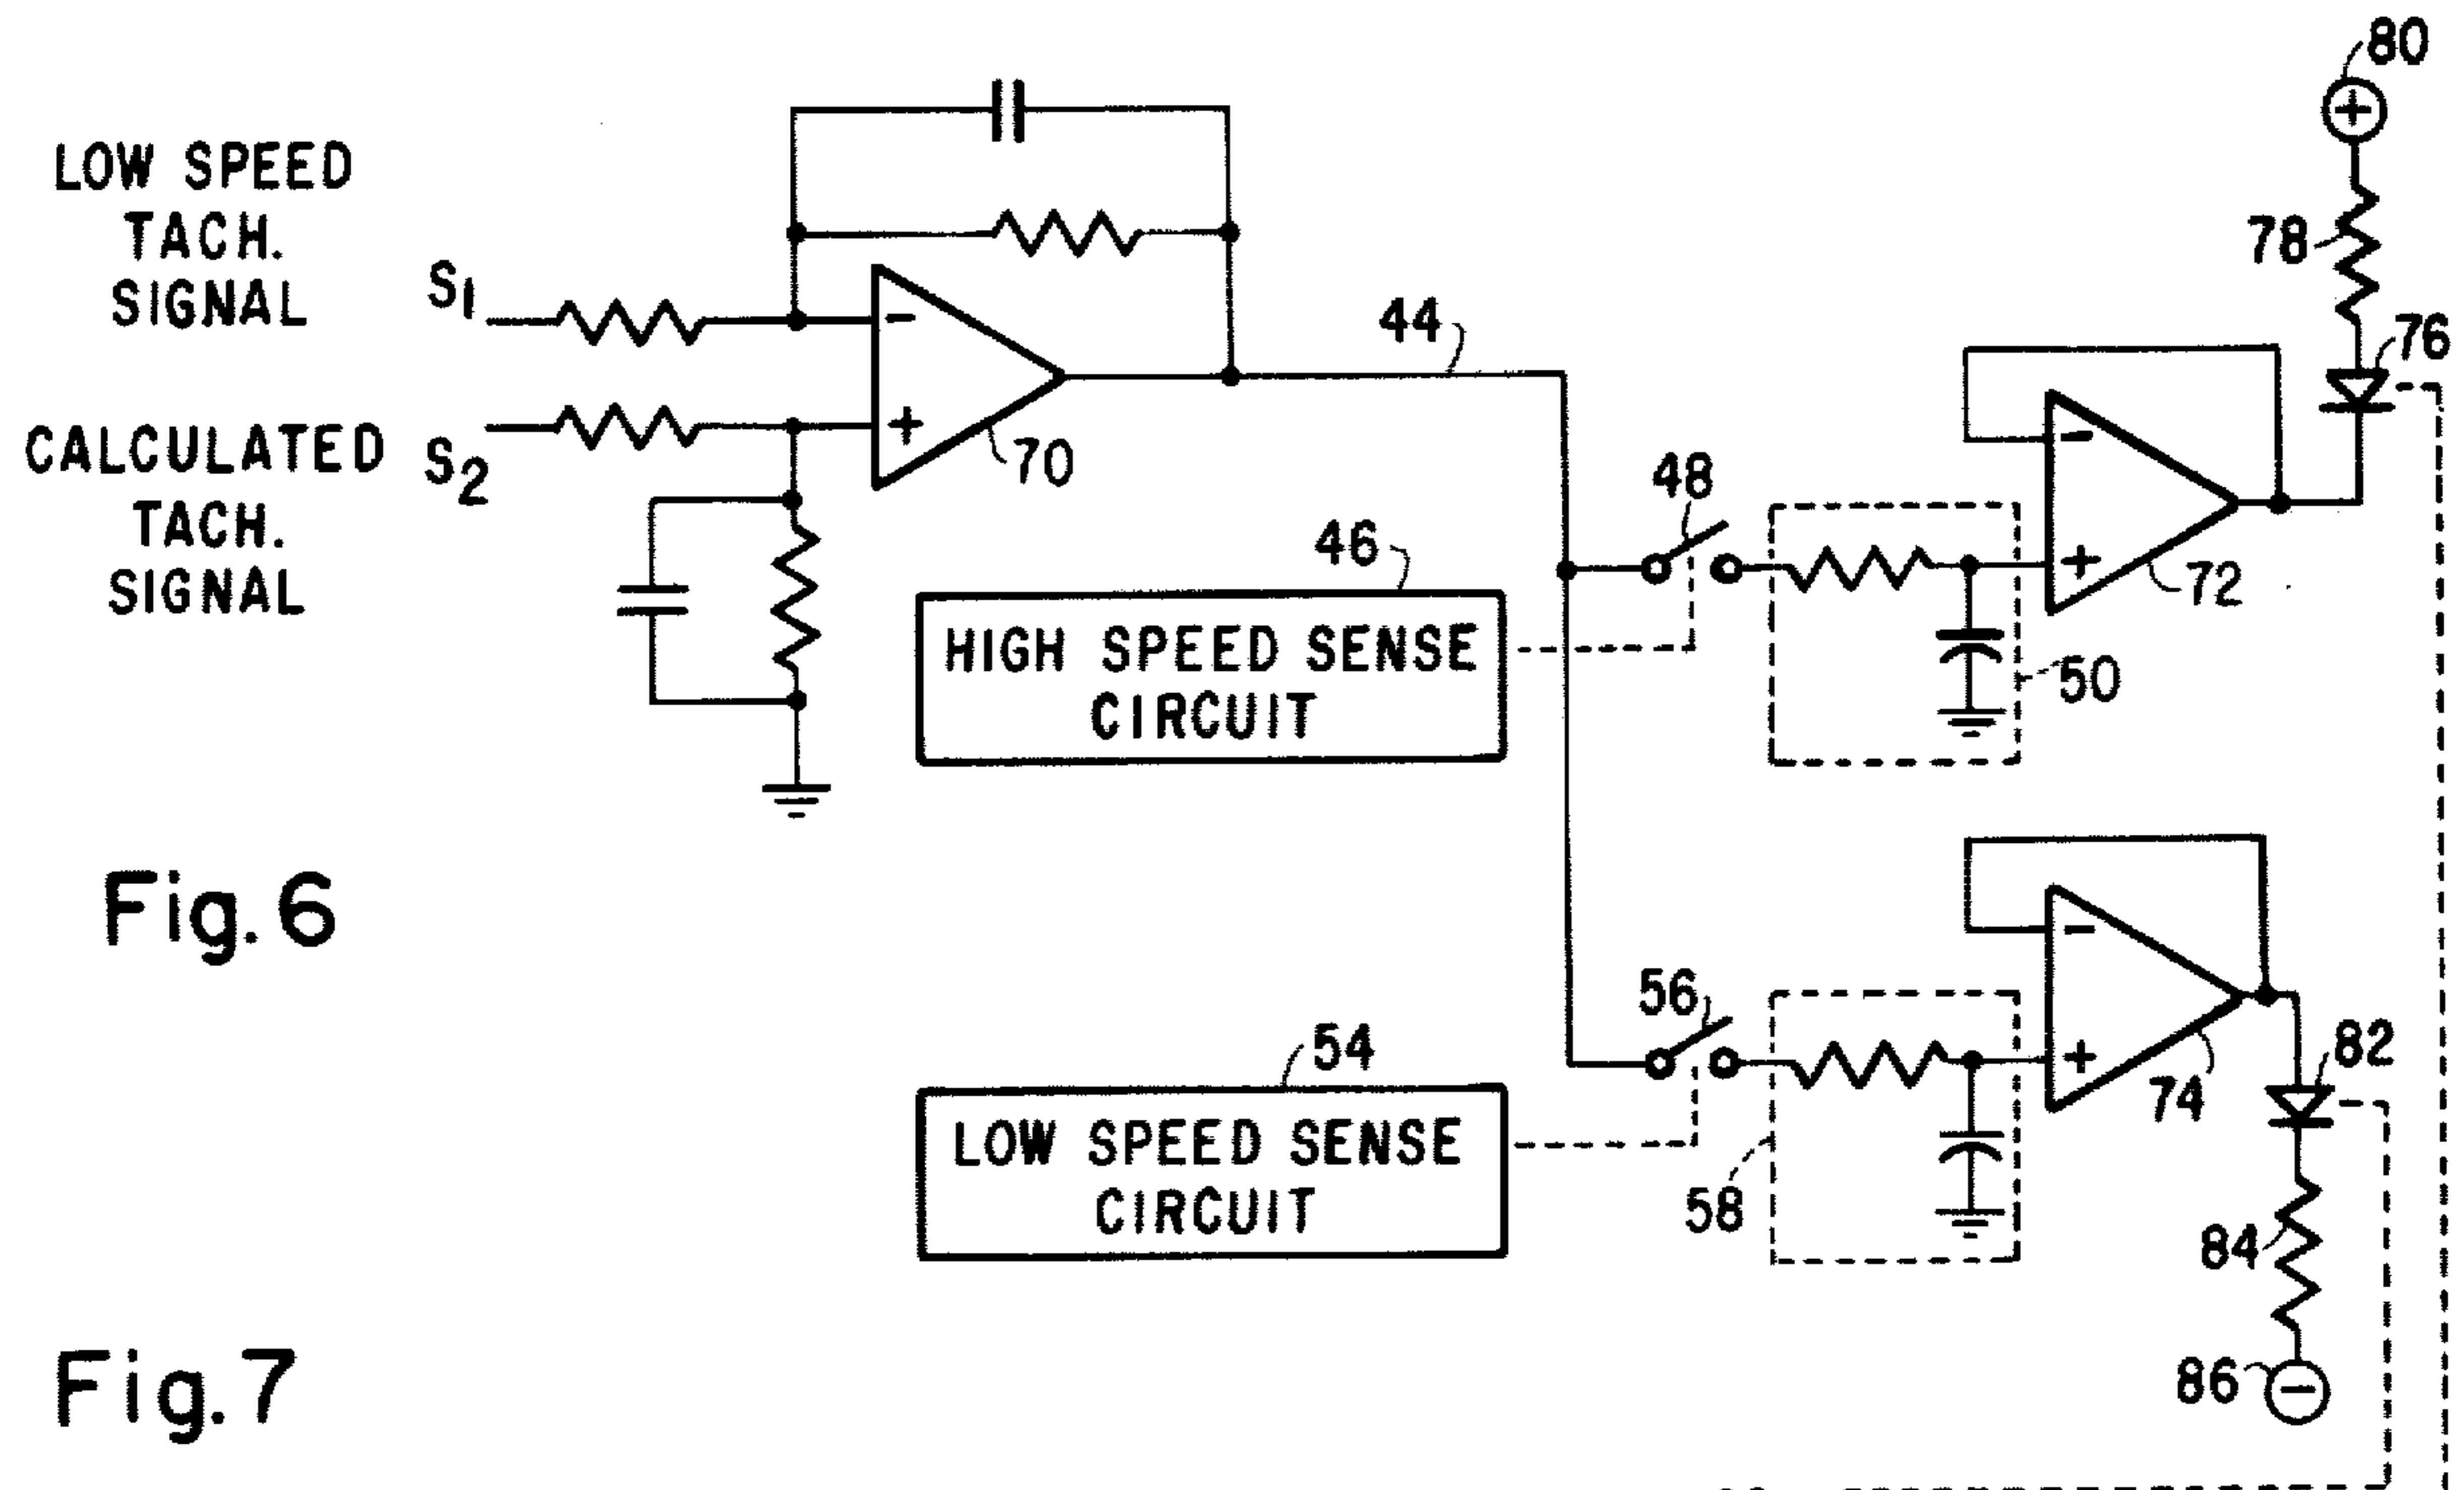 80
LOW SPEED
TACH.
SIGNAL
S1
78
44
76
-
+
70
CALCULATED
TACH.
SIGNAL
S2
48
-
+
72
46
HIGH SPEED SENSE
CIRCUIT
50
Fig. 6
56
-
+
74
82
54
LOW SPEED SENSE
CIRCUIT
58
84
86
Fig. 7